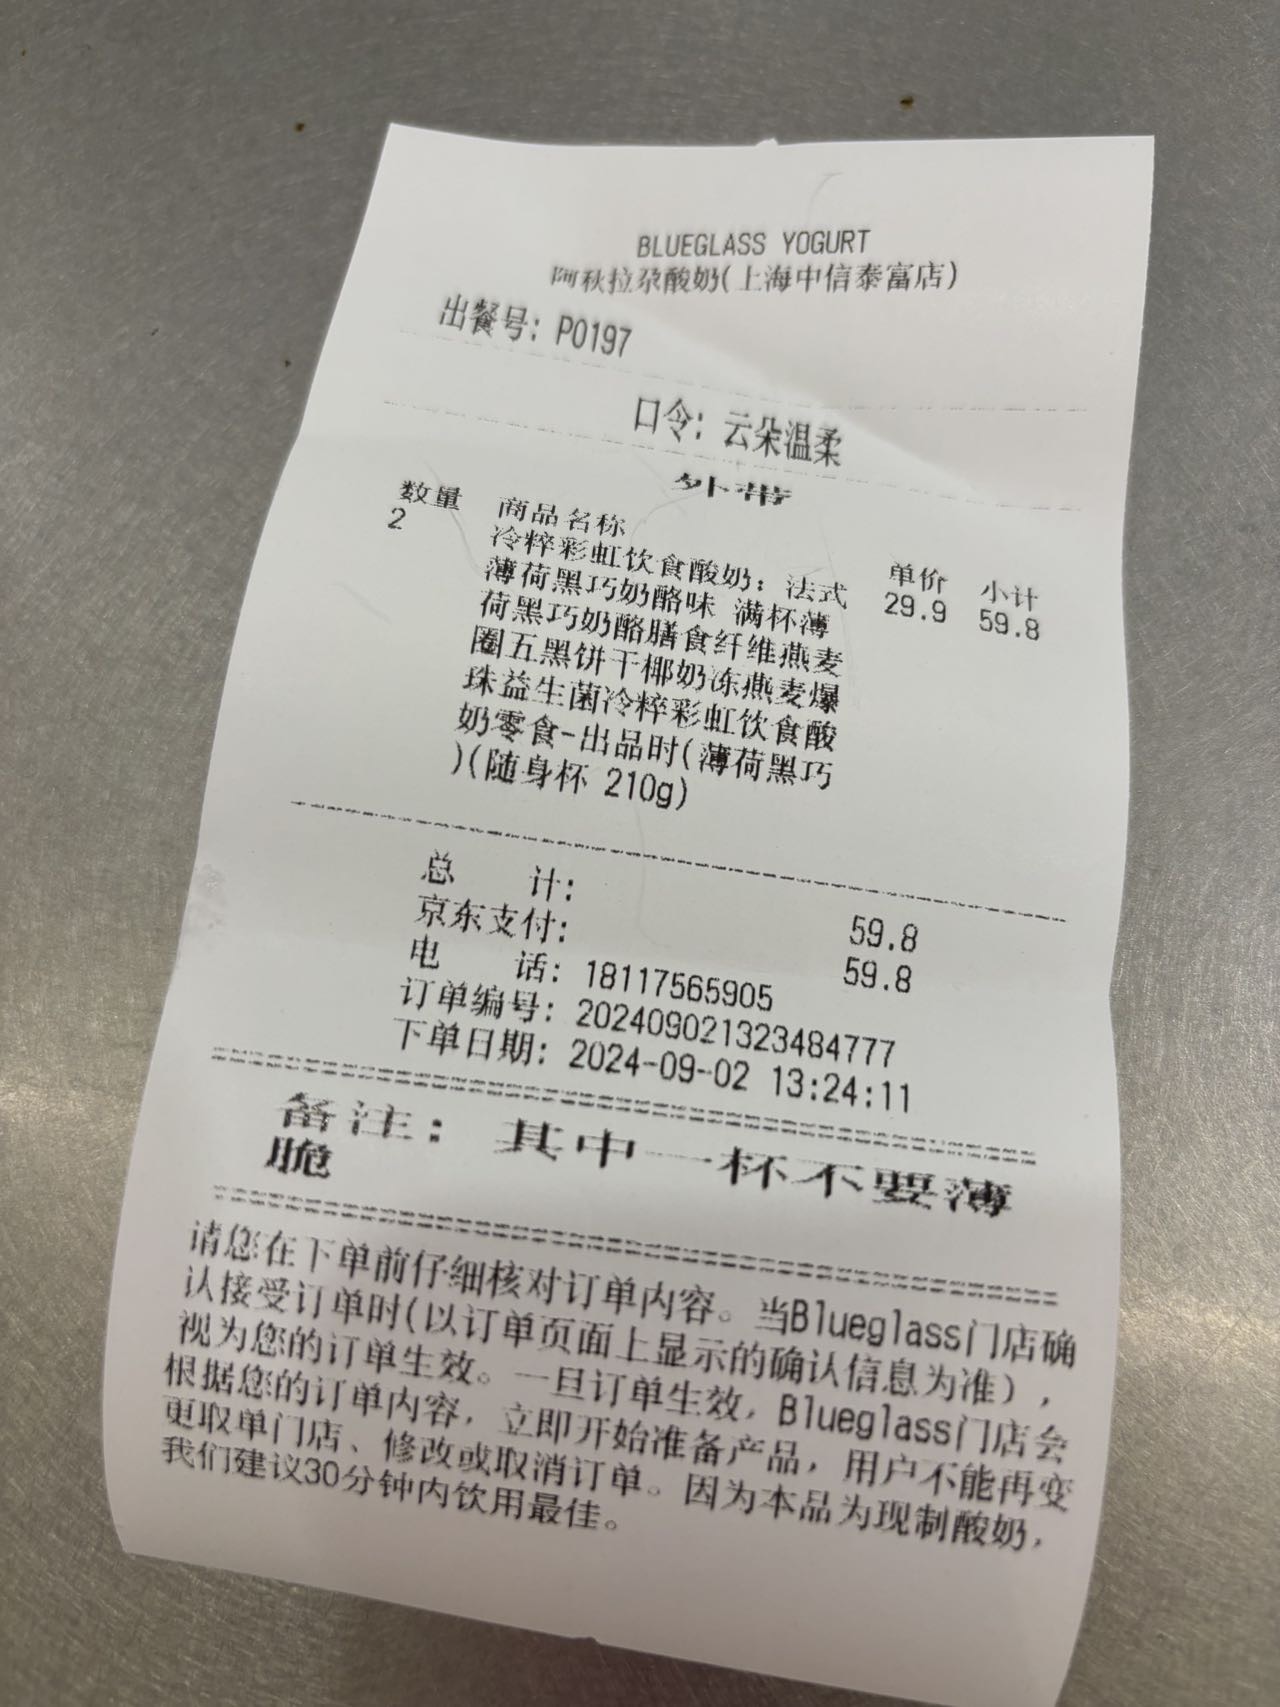 BLUEGLASS YOGURT
阿秋拉尕酸奶(上海中信泰富店)
出餐号: P0197
口令: 云朵温柔
外带
数量 商品名称 单价 小计
2 冷粹彩虹饮食酸奶: 法式 29.9 59.8
薄荷黑巧奶酪味 满杯薄
荷黑巧奶酪膳食纤维燕麦
圈五黑饼干椰奶冻燕麦爆
珠益生菌冷粹彩虹饮食酸
奶零食-出品时(薄荷黑巧
)(随身杯 210g)
总 计: 59.8
京东支付: 59.8
电 话: 18117565905
订单编号: 202409021323484777
下单日期: 2024-09-02 13:24:11
备注: 其中一杯不要薄
脆
请您在下单前仔细核对订单内容。当Blueglass门店确
认接受订单时(以订单页面上显示的确认信息为准),
视为您的订单生效。一旦订单生效, Blueglass门店会
根据您的订单内容, 立即开始准备产品, 用户不能再变
更取单门店、修改或取消订单。因为本品为现制酸奶,
我们建议30分钟内饮用最佳。